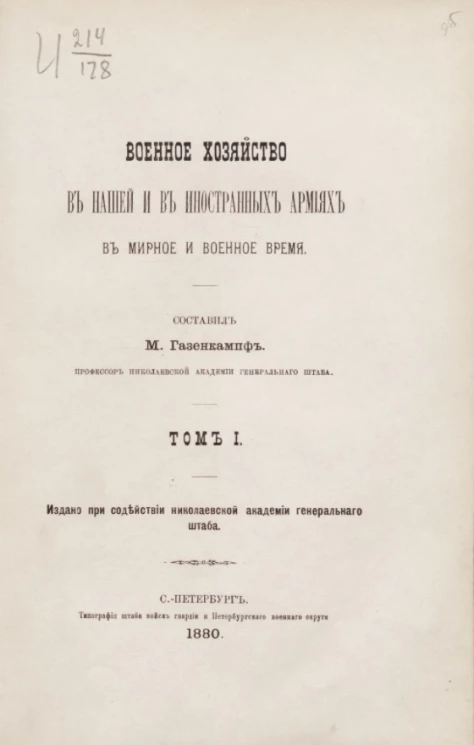 И 214
178
ВОЕННОЕ ХОЗЯЙСТВО
ВЪ НАШЕЙ И ВЪ ИНОСТРАННЫХЪ АРМІЯХЪ
ВЪ МИРНОЕ И ВОЕННОЕ ВРЕМЯ.
СОСТАВИЛЪ
М. Газенкампфъ.
ПРОФЕССОРЪ НИКОЛАЕВСКОЙ АКАДЕМІИ ГЕНЕРАЛЬНАГО ШТАБА.
ТОМЪ I.
Издано при содѣйствіи николаевской академіи генеральнаго
штаба.
С.-ПЕТЕРБУРГЪ.
Типографія штаба войскъ гвардіи и Петербургскаго военнаго округа
1880.